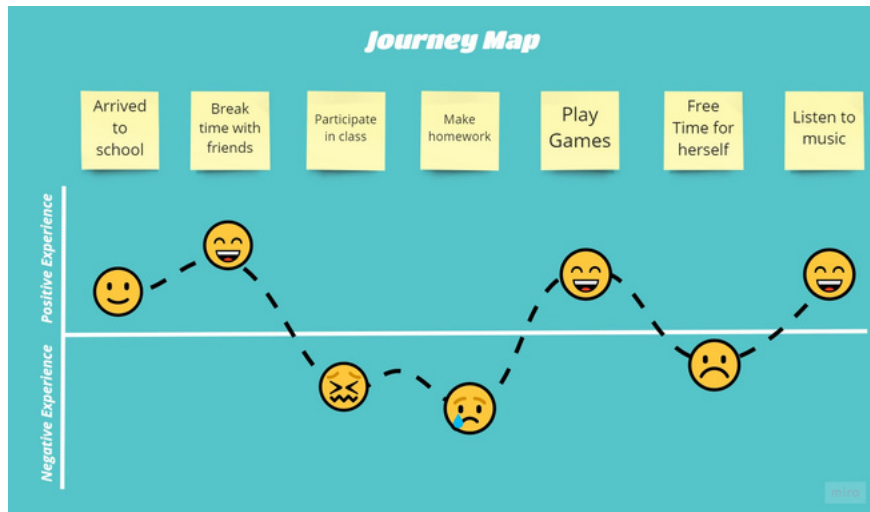 Journey Map
Arrived
to
school
Break
time with
friends
Participate
in class
Make
homework
Play
Games
Free
Time for
herself
Listen to
music
Positive Experience
Negative Experience
miro